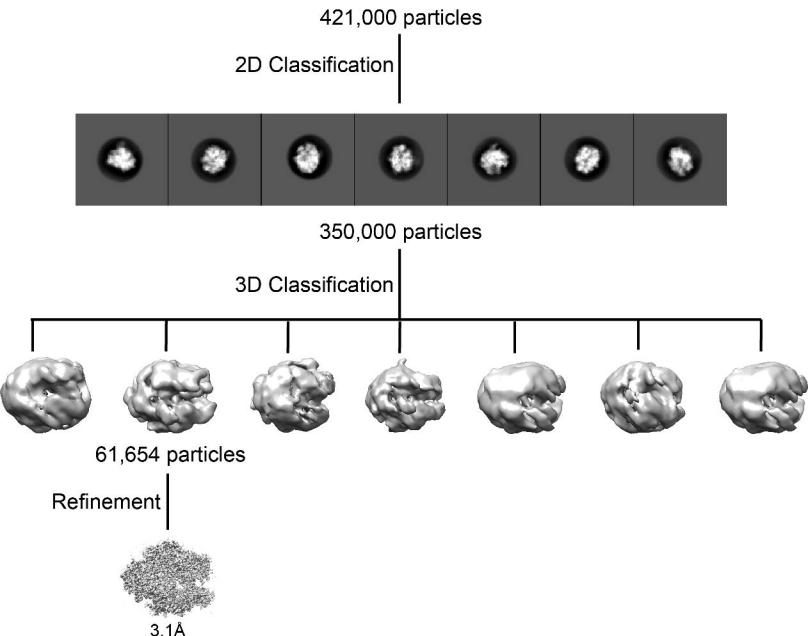 421,000 particles
2D Classification
350,000 particles
3D Classification
61,654 particles
Refinement
3.1Å